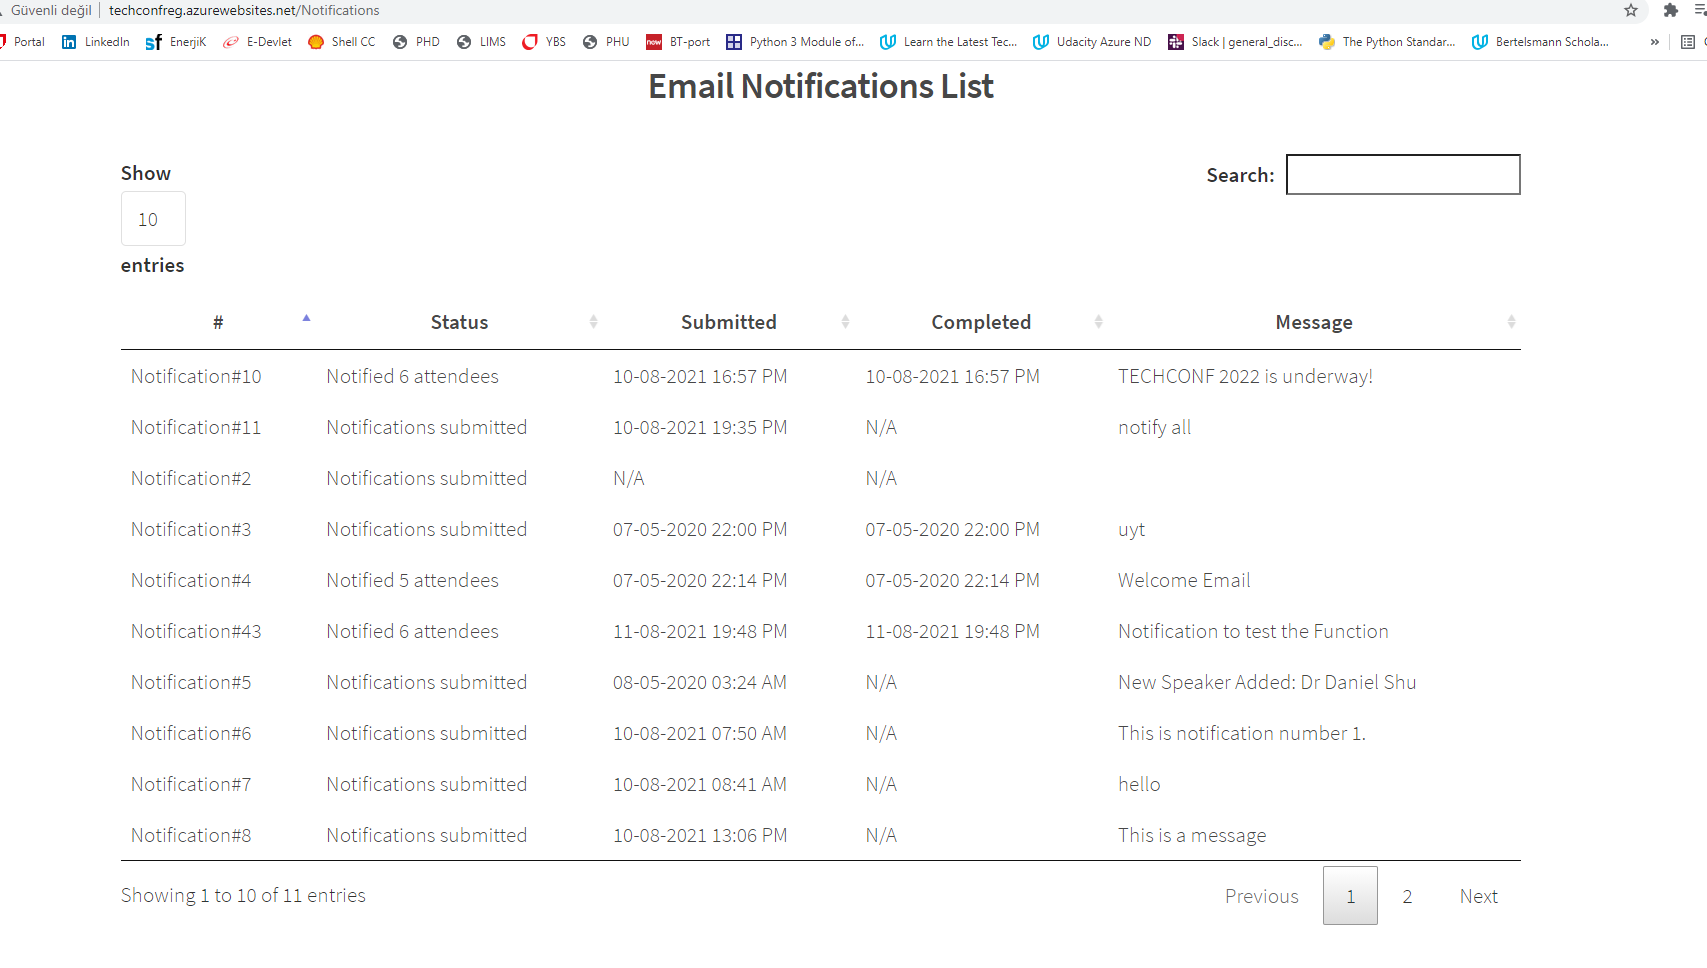 Güvenli değil | techconfreg.azurewebsites.net/Notifications
Portal LinkedIn EnerjiK E-Devlet Shell CC PHD LIMS YBS PHU now BT-port Python 3 Module of... Learn the Latest Tec... Udacity Azure ND Slack | general_disc... The Python Standar... Bertelsmann Schola... »
Email Notifications List
Show
10
entries
Search:
# Status Submitted Completed Message
Notification#10 Notified 6 attendees 10-08-2021 16:57 PM 10-08-2021 16:57 PM TECHCONF 2022 is underway!
Notification#11 Notifications submitted 10-08-2021 19:35 PM N/A notify all
Notification#2 Notifications submitted N/A N/A
Notification#3 Notifications submitted 07-05-2020 22:00 PM 07-05-2020 22:00 PM uyt
Notification#4 Notified 5 attendees 07-05-2020 22:14 PM 07-05-2020 22:14 PM Welcome Email
Notification#43 Notified 6 attendees 11-08-2021 19:48 PM 11-08-2021 19:48 PM Notification to test the Function
Notification#5 Notifications submitted 08-05-2020 03:24 AM N/A New Speaker Added: Dr Daniel Shu
Notification#6 Notifications submitted 10-08-2021 07:50 AM N/A This is notification number 1.
Notification#7 Notifications submitted 10-08-2021 08:41 AM N/A hello
Notification#8 Notifications submitted 10-08-2021 13:06 PM N/A This is a message
Showing 1 to 10 of 11 entries
Previous 1 2 Next